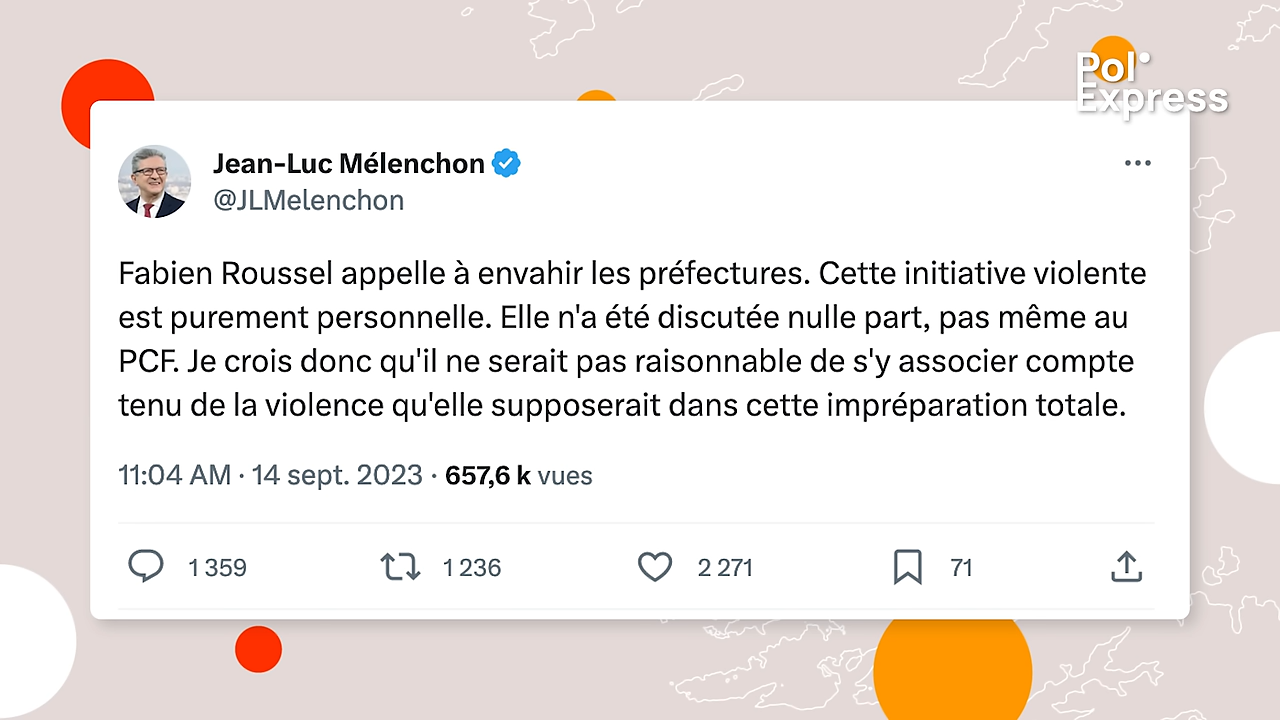 Pol
Express
Jean-Luc Mélenchon
@JLMelenchon
Fabien Roussel appelle à envahir les préfectures. Cette initiative violente
est purement personnelle. Elle n'a été discutée nulle part, pas même au
PCF. Je crois donc qu'il ne serait pas raisonnable de s'y associer compte
tenu de la violence qu'elle supposerait dans cette impréparation totale.
11:04 AM · 14 sept. 2023 · 657,6 k vues
1 359 1 236 2 271 71